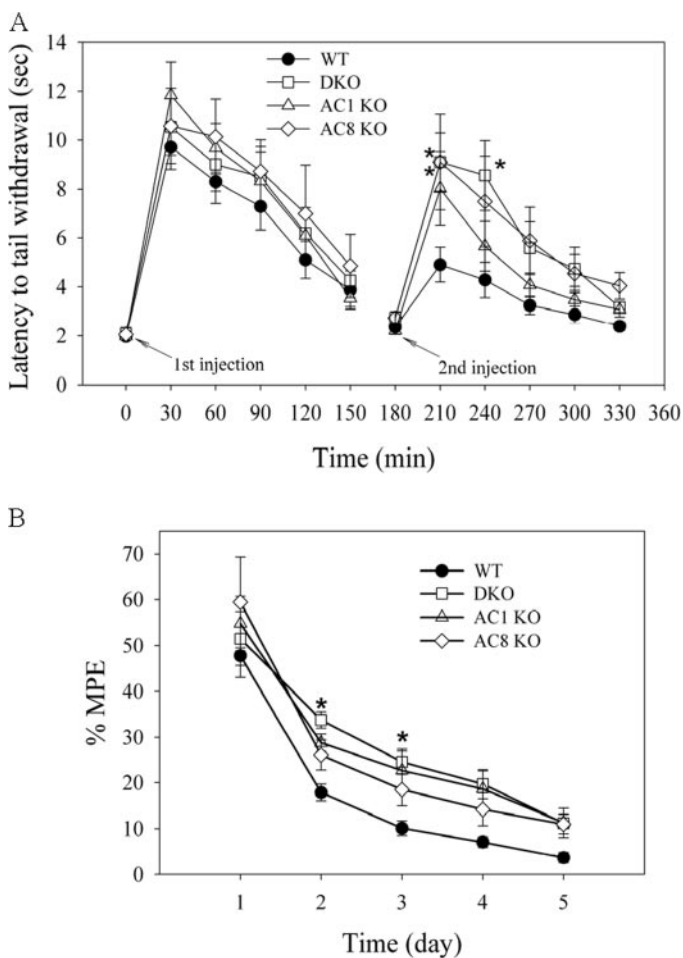 A
Latency to tail withdrawal (sec)
14
12
10
8
6
4
2
0
WT
DKO
AC1 KO
AC8 KO
*
*
*
1st injection
2nd injection
0 30 60 90 120 150 180 210 240 270 300 330 360
Time (min)
B
% MPE
70
60
50
40
30
20
10
0
WT
DKO
AC1 KO
AC8 KO
*
*
1 2 3 4 5
Time (day)